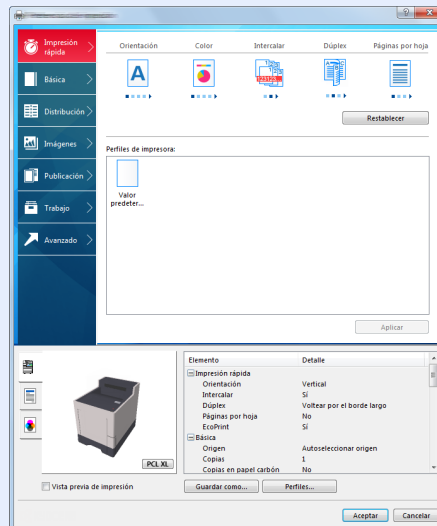 Impresión rápida
Básica
Distribución
Imágenes
Publicación
Trabajo
Avanzado
Orientación Color Intercalar Dúplex Páginas por hoja
A
123123
Restablecer
Perfiles de impresora:
Valor
predeter...
Aplicar
PCL XL
Vista previa de impresión
Elemento Detalle
Impresión rápida
Orientación Vertical
Intercalar Sí
Dúplex Voltear por el borde largo
Páginas por hoja No
EcoPrint Sí
Básica
Origen Autoseleccionar origen
Copias 1
Copias en papel carbón No
Guardar como... Perfiles...
Aceptar Cancelar